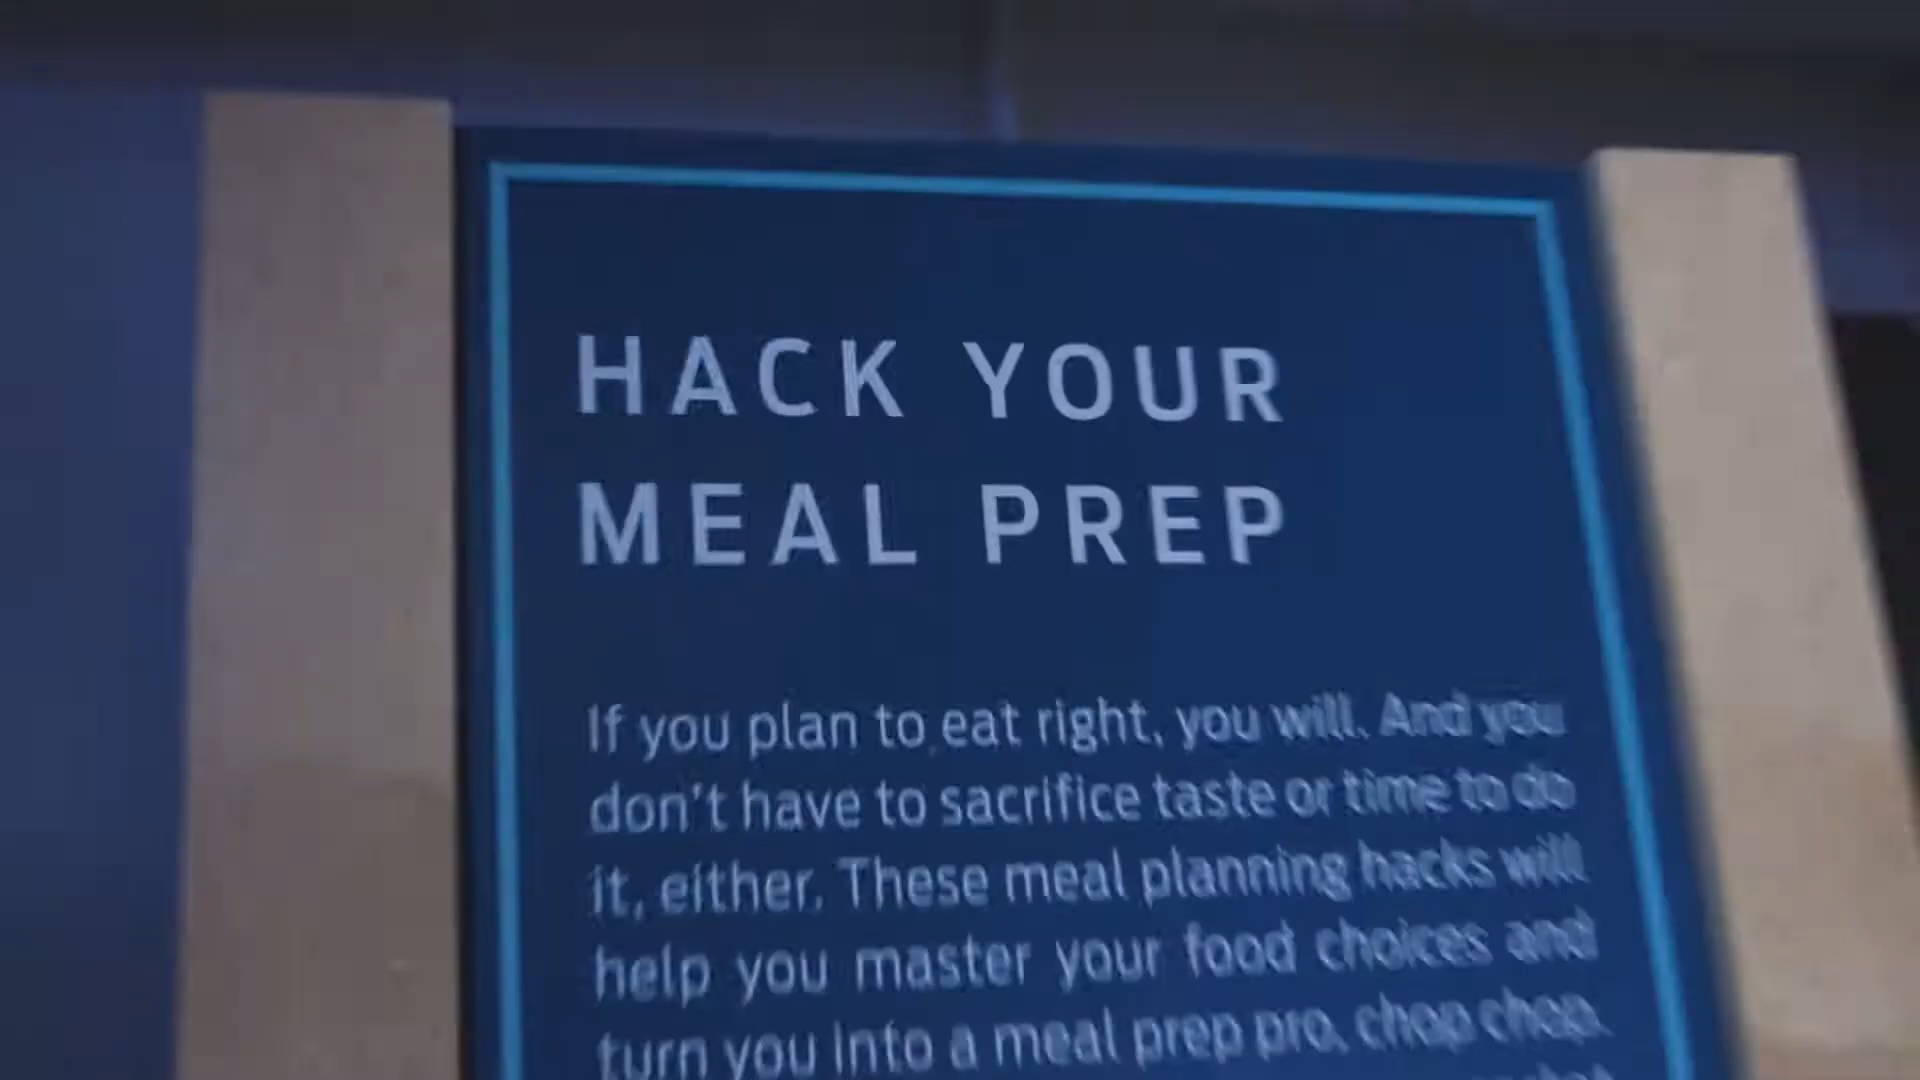 HACK YOUR
MEAL PREP
If you plan to eat right, you will. And you
don't have to sacrifice taste or time to do
it, either. These meal planning hacks will
help you master your food choices and
turn you into a meal prep pro, chop chop.